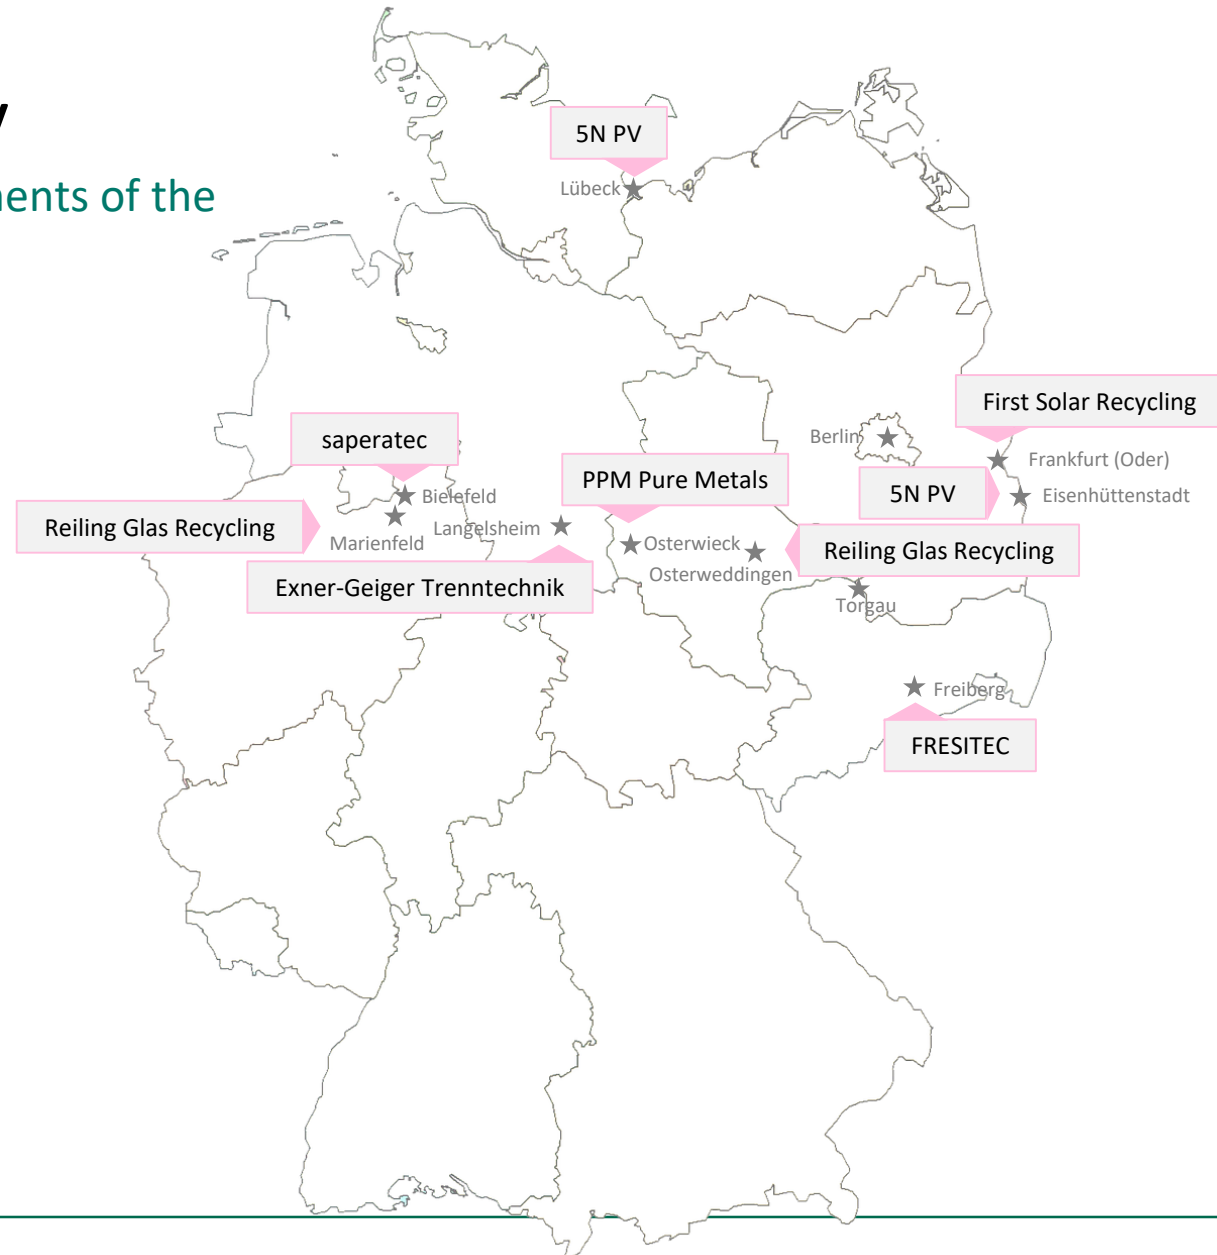 y
ents of the
5N PV
Lübeck
First Solar Recycling
saperatec
Berlin
Frankfurt (Oder)
PPM Pure Metals
5N PV
Eisenhüttenstadt
Bielefeld
Reiling Glas Recycling
Marienfeld
Langelsheim
Osterwieck
Reiling Glas Recycling
Osterweddingen
Exner-Geiger Trenntechnik
Torgau
Freiberg
FRESITEC